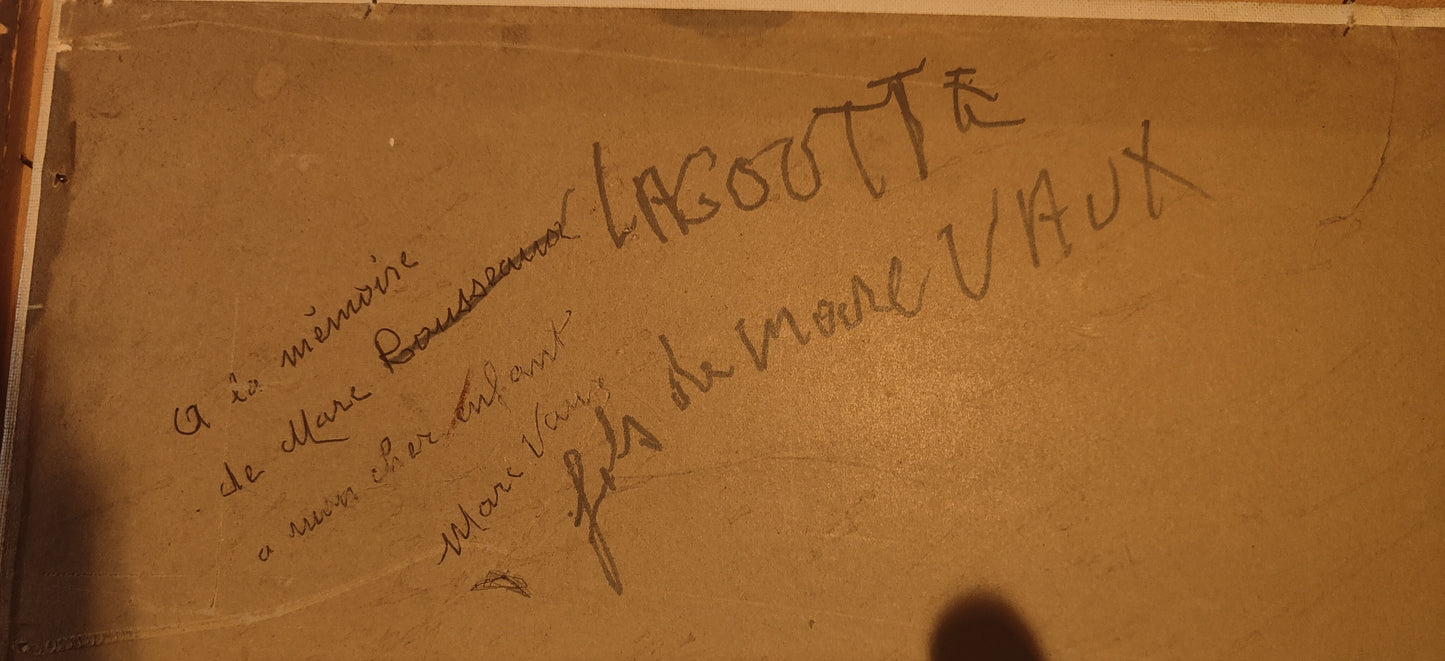 A la mémoire
de Marc Rousseaux LAGOUTTE
a mon cher enfant
Marc Vaux
fils de Marc VAUX